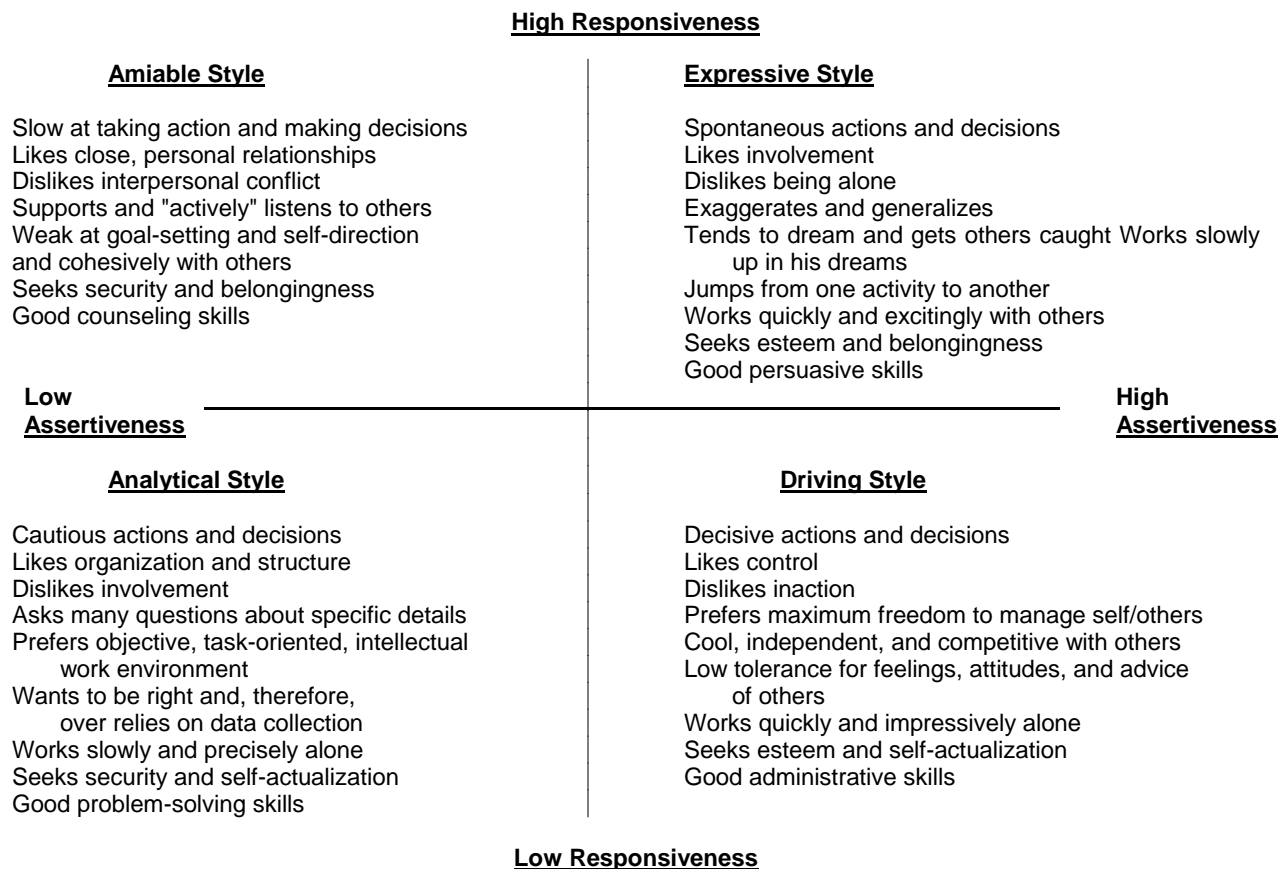 High Responsiveness
Amiable Style
Slow at taking action and making decisions
Likes close, personal relationships
Dislikes interpersonal conflict
Supports and "actively" listens to others
Weak at goal-setting and self-direction
and cohesively with others
Seeks security and belongingness
Good counseling skills
Expressive Style
Spontaneous actions and decisions
Likes involvement
Dislikes being alone
Exaggerates and generalizes
Tends to dream and gets others caught Works slowly
up in his dreams
Jumps from one activity to another
Works quickly and excitingly with others
Seeks esteem and belongingness
Good persuasive skills
Low
Assertiveness
High
Assertiveness
Analytical Style
Cautious actions and decisions
Likes organization and structure
Dislikes involvement
Asks many questions about specific details
Prefers objective, task-oriented, intellectual
work environment
Wants to be right and, therefore,
over relies on data collection
Works slowly and precisely alone
Seeks security and self-actualization
Good problem-solving skills
Driving Style
Decisive actions and decisions
Likes control
Dislikes inaction
Prefers maximum freedom to manage self/others
Cool, independent, and competitive with others
Low tolerance for feelings, attitudes, and advice
of others
Works quickly and impressively alone
Seeks esteem and self-actualization
Good administrative skills
Low Responsiveness